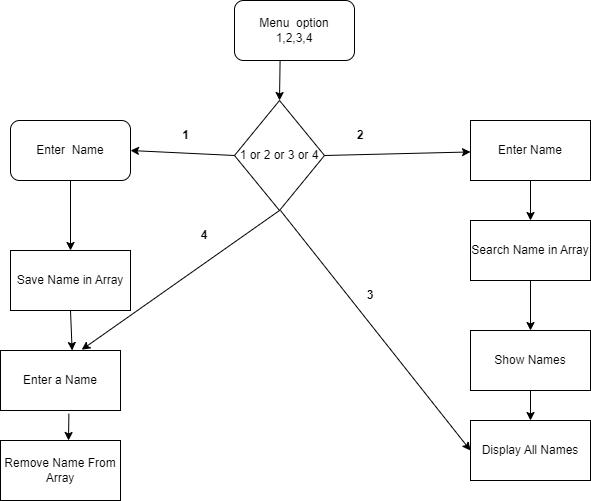 Menu option
1,2,3,4
1
2
Enter Name
1 or 2 or 3 or 4
Enter Name
4
Save Name in Array
Search Name in Array
3
Enter a Name
Show Names
Remove Name From
Array
Display All Names